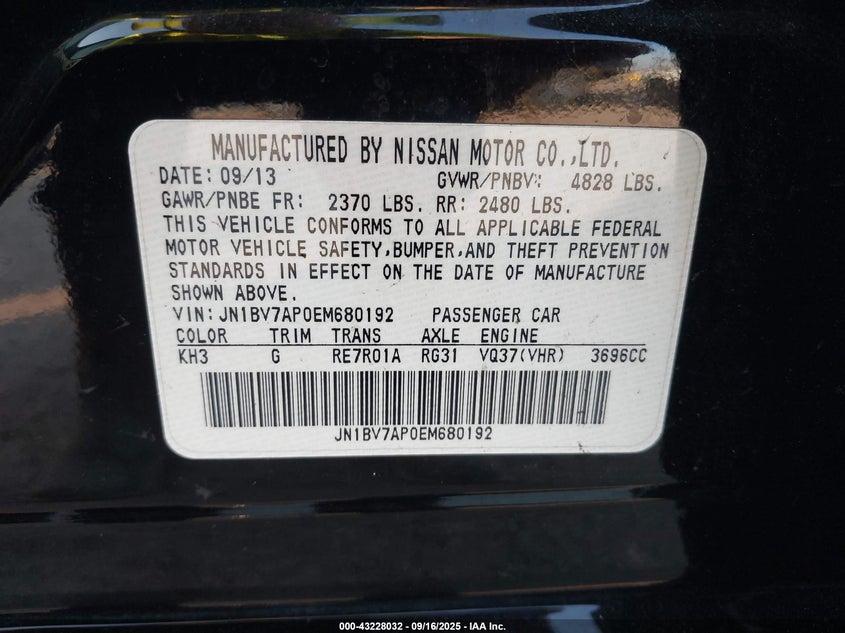 MANUFACTURED BY NISSAN MOTOR CO.,LTD.
DATE: 09/13 GVWR/PNBV: 4828 LBS.
GAWR/PNBE FR: 2370 LBS. RR: 2480 LBS.
THIS VEHICLE CONFORMS TO ALL APPLICABLE FEDERAL
MOTOR VEHICLE SAFETY,BUMPER,AND THEFT PREVENTION
STANDARDS IN EFFECT ON THE DATE OF MANUFACTURE
SHOWN ABOVE.
VIN:JN1BV7AP0EM680192 PASSENGER CAR
COLOR TRIM TRANS AXLE ENGINE
KH3 G RE7R01A RG31 VQ37(VHR) 3696CC
JN1BV7AP0EM680192
000-43228032 - 09/16/2025 - IAA Inc.